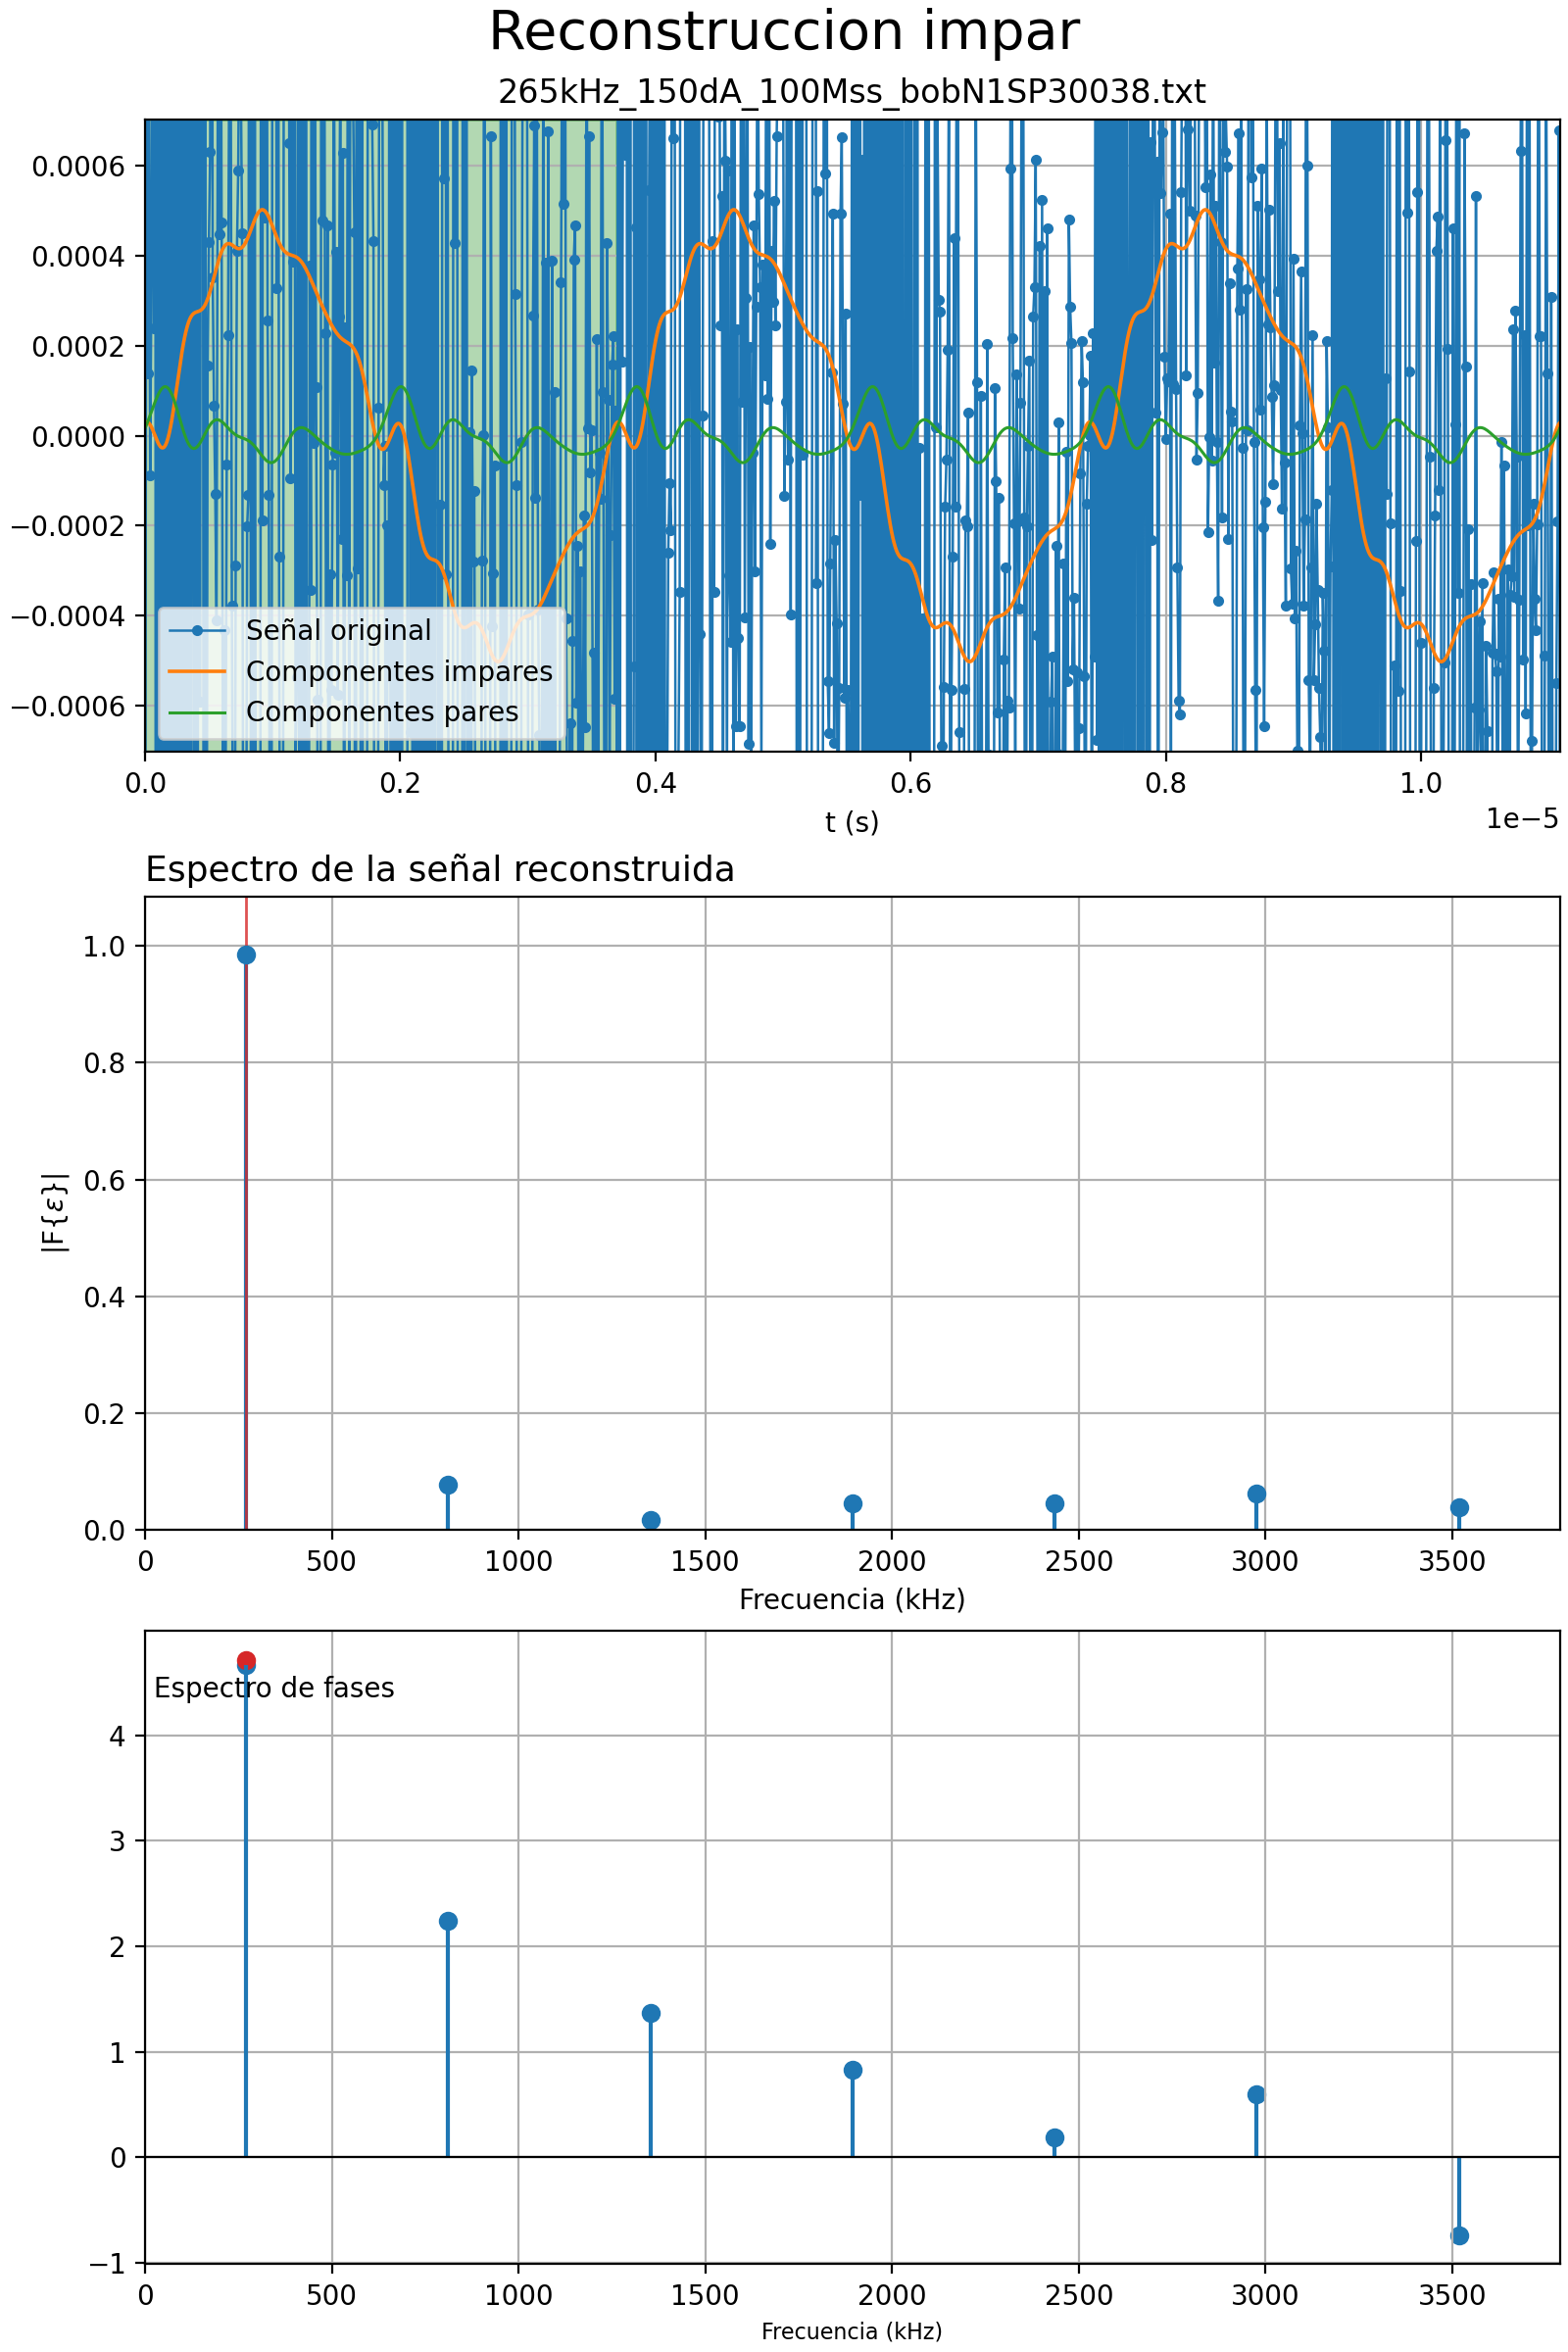 Reconstruccion impar
265kHz_150dA_100Mss_bobN1SP30038.txt
0.0006
0.0004
0.0002
0.0000
−0.0002
−0.0004
−0.0006
Señal original
Componentes impares
Componentes pares
0.0 0.2 0.4 0.6 0.8 1.0
t (s)
1e−5
Espectro de la señal reconstruida
1.0
0.8
0.6
0.4
0.2
0.0
|F{ε}|
0 500 1000 1500 2000 2500 3000 3500
Frecuencia (kHz)
Espectro de fases
4
3
2
1
0
−1
0 500 1000 1500 2000 2500 3000 3500
Frecuencia (kHz)